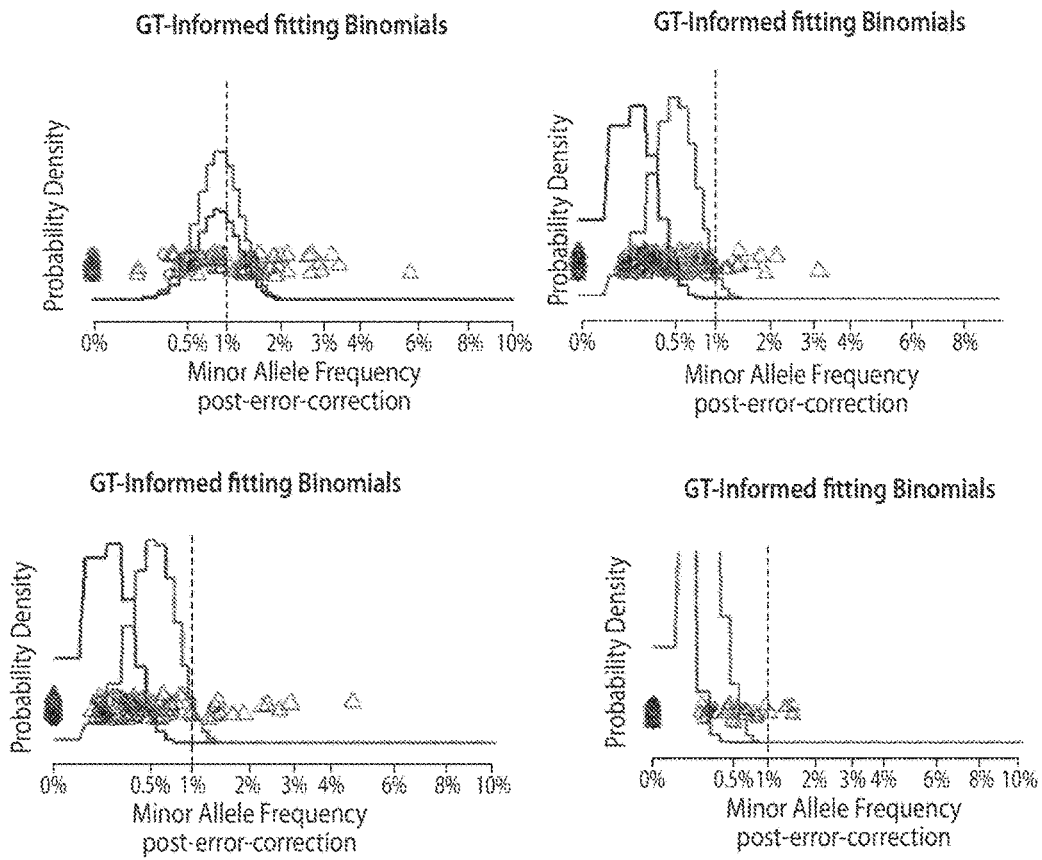 GT-Informed fitting Binomials
Probability Density
0% 0.5% 1% 2% 3% 4% 6% 8% 10%
Minor Allele Frequency
post-error-correction
GT-Informed fitting Binomials
Probability Density
0% 0.5% 1% 2% 3% 4% 6% 8%
Minor Allele Frequency
post-error-correction
GT-Informed fitting Binomials
Probability Density
0% 0.5% 1% 2% 3% 4% 6% 8% 10%
Minor Allele Frequency
post-error-correction
GT-Informed fitting Binomials
Probability Density
0% 0.5% 1% 2% 3% 4% 6% 8% 10%
Minor Allele Frequency
post-error-correction